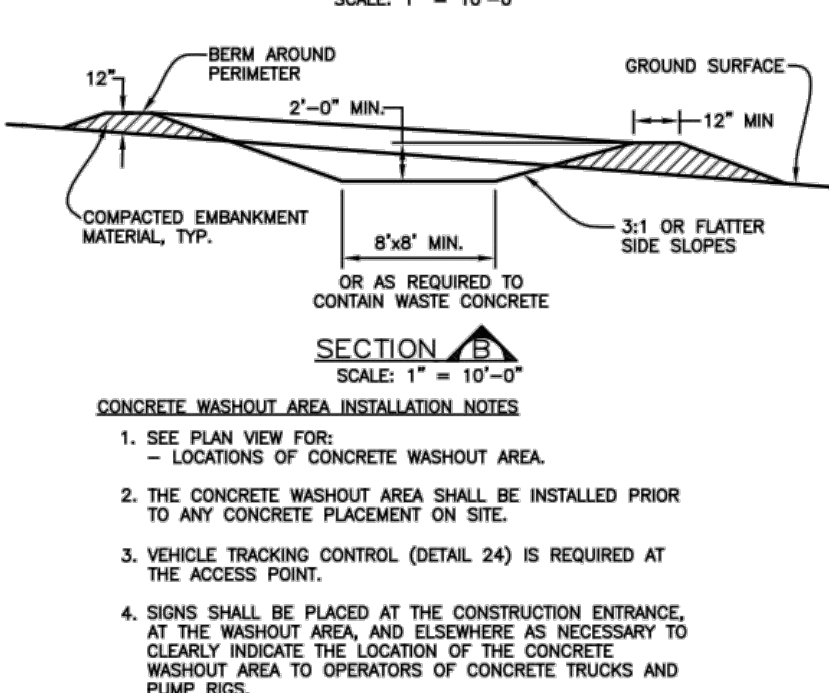 SCALE: 1" = 10'-0"
BERM AROUND
PERIMETER
12"
2'-0" MIN.
GROUND SURFACE
12" MIN
COMPACTED EMBANKMENT
MATERIAL, TYP.
8'x8' MIN.
3:1 OR FLATTER
SIDE SLOPES
OR AS REQUIRED TO
CONTAIN WASTE CONCRETE
SECTION B
SCALE: 1" = 10'-0"
CONCRETE WASHOUT AREA INSTALLATION NOTES
1. SEE PLAN VIEW FOR:
– LOCATIONS OF CONCRETE WASHOUT AREA.
2. THE CONCRETE WASHOUT AREA SHALL BE INSTALLED PRIOR
TO ANY CONCRETE PLACEMENT ON SITE.
3. VEHICLE TRACKING CONTROL (DETAIL 24) IS REQUIRED AT
THE ACCESS POINT.
4. SIGNS SHALL BE PLACED AT THE CONSTRUCTION ENTRANCE,
AT THE WASHOUT AREA, AND ELSEWHERE AS NECESSARY TO
CLEARLY INDICATE THE LOCATION OF THE CONCRETE
WASHOUT AREA TO OPERATORS OF CONCRETE TRUCKS AND
PUMP RIGS.